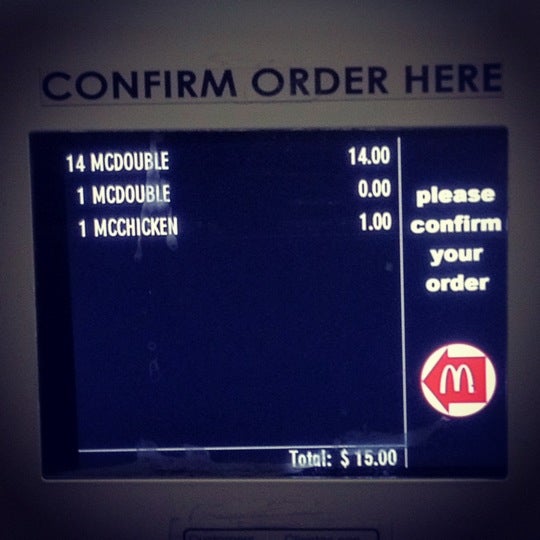 CONFIRM ORDER HERE
14 MCDOUBLE 14.00
1 MCDOUBLE 0.00
1 MCCHICKEN 1.00
please
confirm
your
order
M
Total: $ 15.00